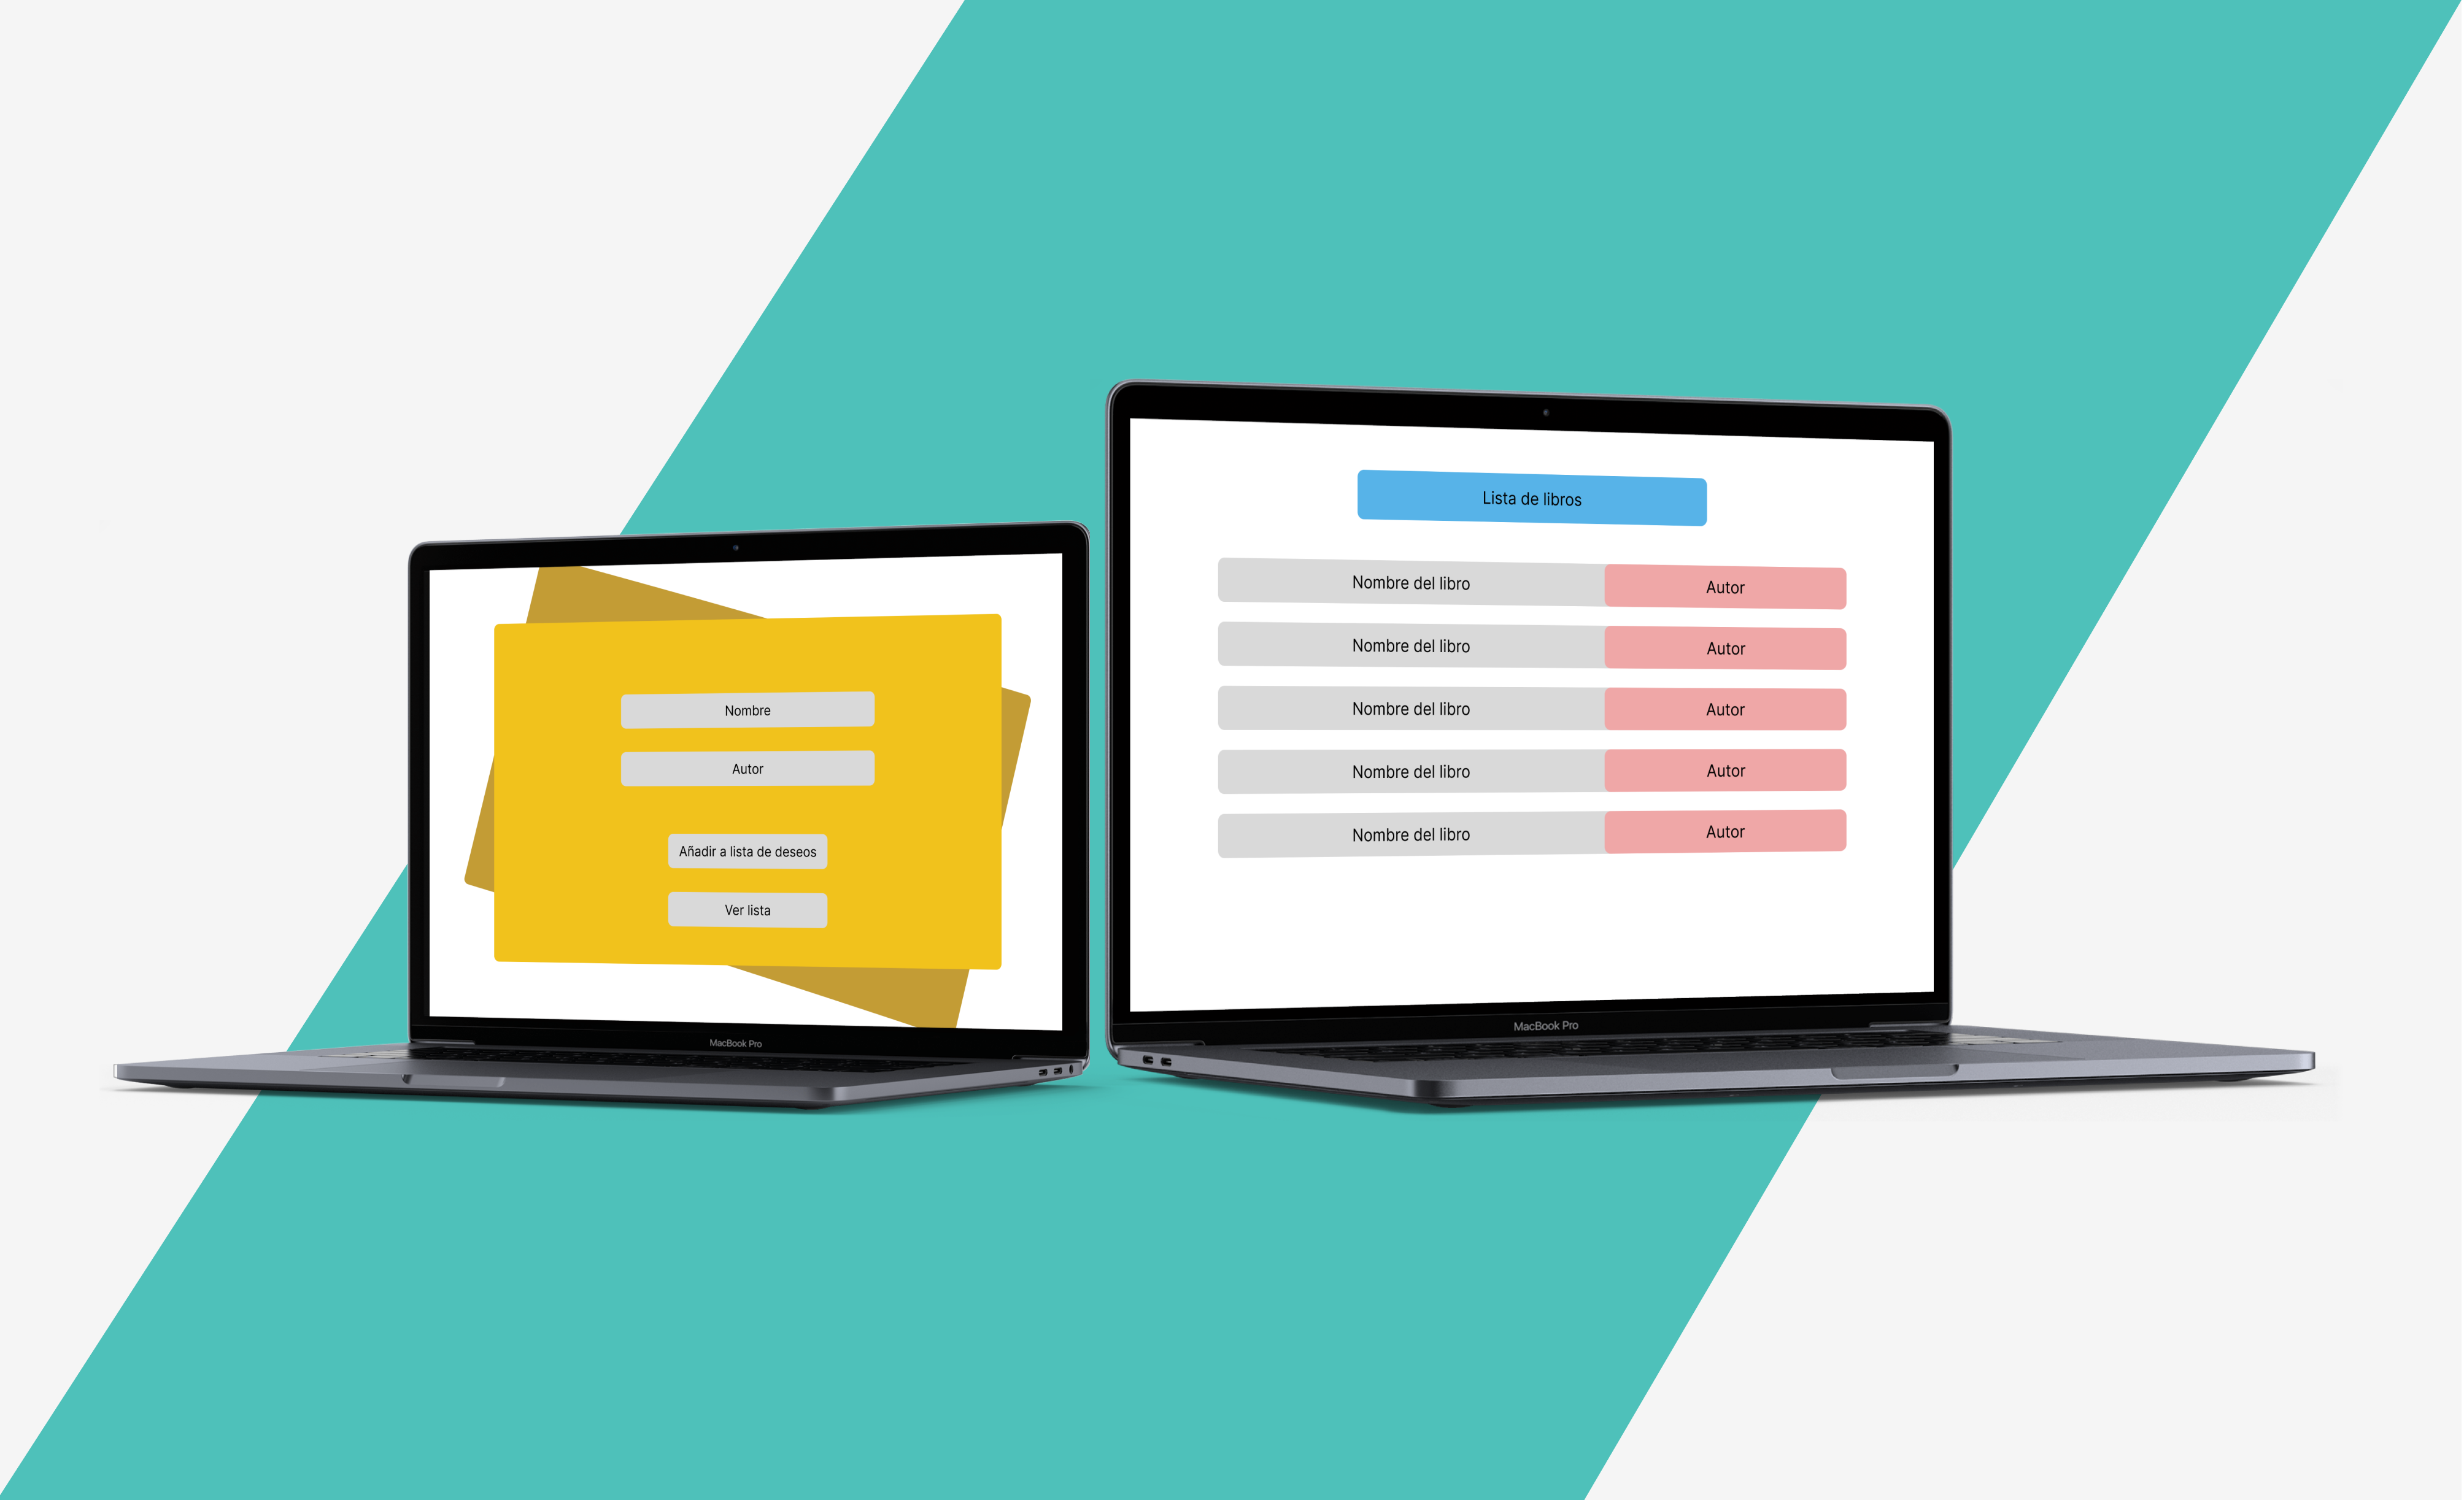 Nombre
Autor
Añadir a lista de deseos
Ver lista
MacBook Pro
Lista de libros
Nombre del libro Autor
Nombre del libro Autor
Nombre del libro Autor
Nombre del libro Autor
Nombre del libro Autor
MacBook Pro